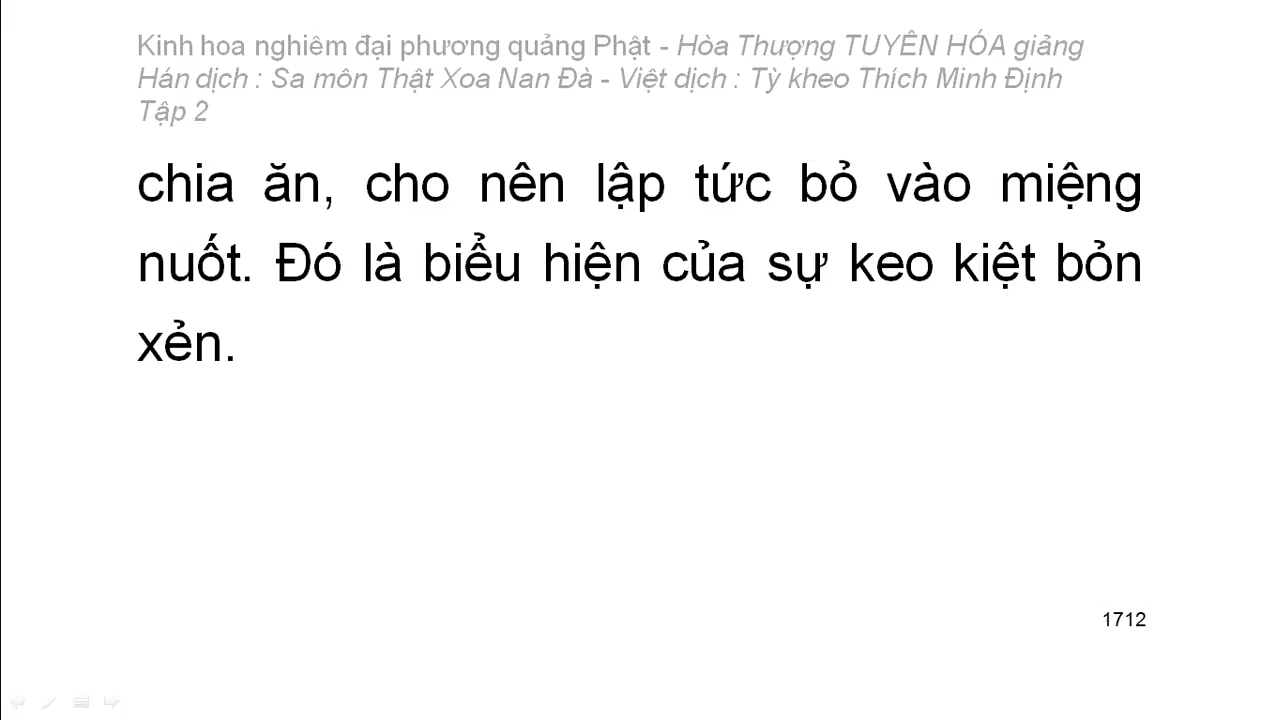 Kinh hoa nghiêm đại phương quảng Phật - Hòa Thượng TUYÊN HÓA giảng
Hán dịch : Sa môn Thật Xoa Nan Đà - Việt dịch : Tỳ kheo Thích Minh Định
Tập 2
chia ăn, cho nên lập tức bỏ vào miệng
nuốt. Đó là biểu hiện của sự keo kiệt bỏn
xẻn.
1712